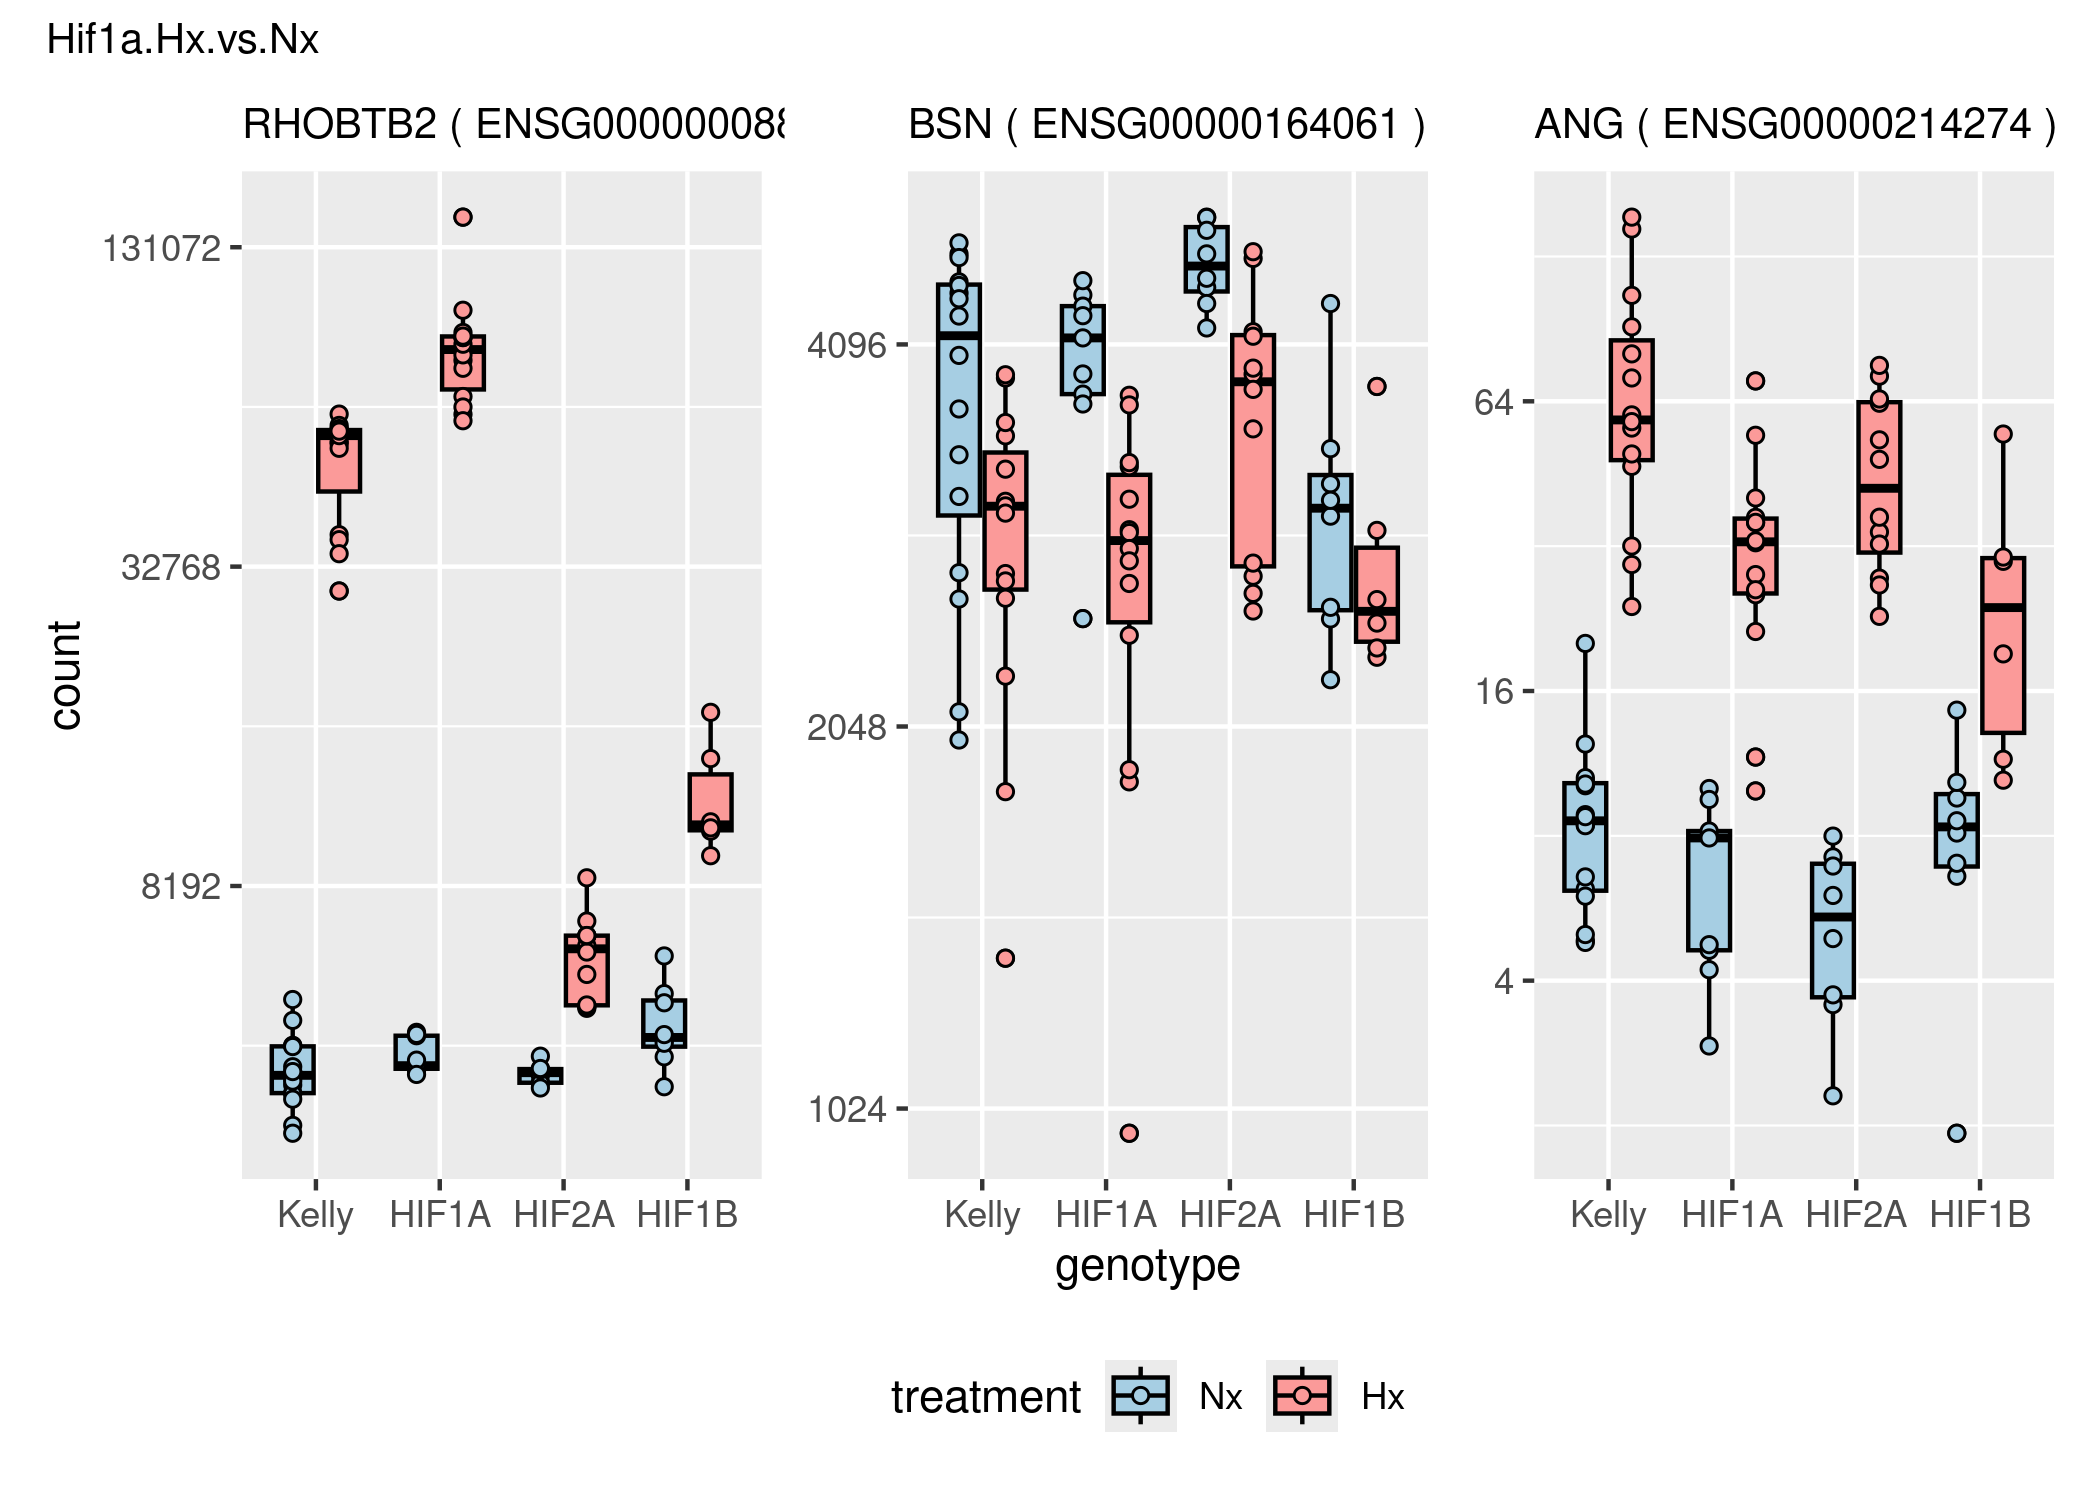 Hif1a.Hx.vs.Nx
RHOBTB2 ( ENSG0000000
BSN ( ENSG00000164061 )
ANG ( ENSG00000214274 )
count
131072
32768
8192
4096
2048
1024
64
16
4
Kelly HIF1A HIF2A HIF1B
Kelly HIF1A HIF2A HIF1B
Kelly HIF1A HIF2A HIF1B
genotype
treatment Nx Hx